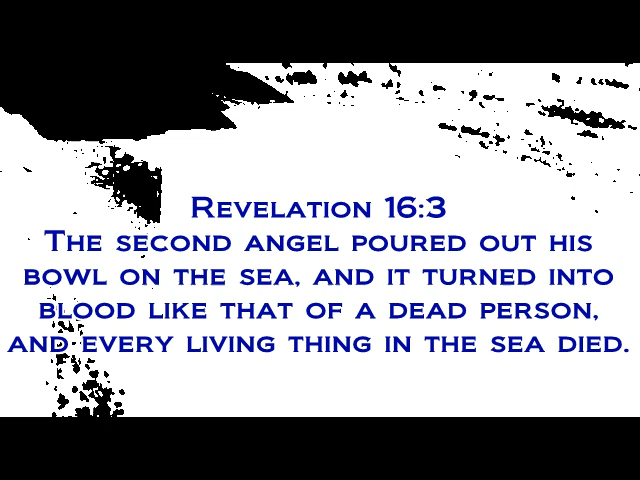 Revelation 16:3
The second angel poured out his
bowl on the sea, and it turned into
blood like that of a dead person,
and every living thing in the sea died.